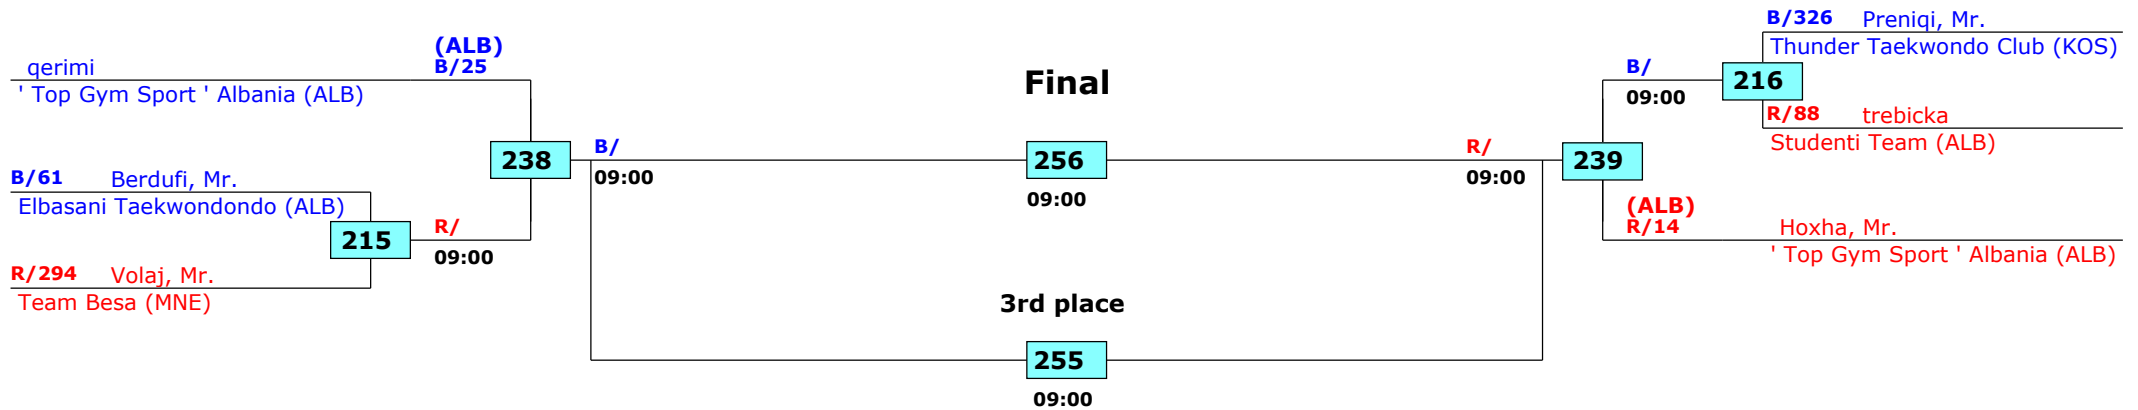 qerimi
' Top Gym Sport ' Albania (ALB)
(ALB)
B/25
B/61 Berdufi, Mr.
Elbasani Taekwondondo (ALB)
215
R/294 Volaj, Mr.
Team Besa (MNE)
R/
09:00
238
B/
09:00
Final
256
09:00
3rd place
255
09:00
R/
09:00
239
B/
09:00
216
B/326 Preniqi, Mr.
Thunder Taekwondo Club (KOS)
R/88 trebicka
Studenti Team (ALB)
(ALB)
R/14 Hoxha, Mr.
' Top Gym Sport ' Albania (ALB)